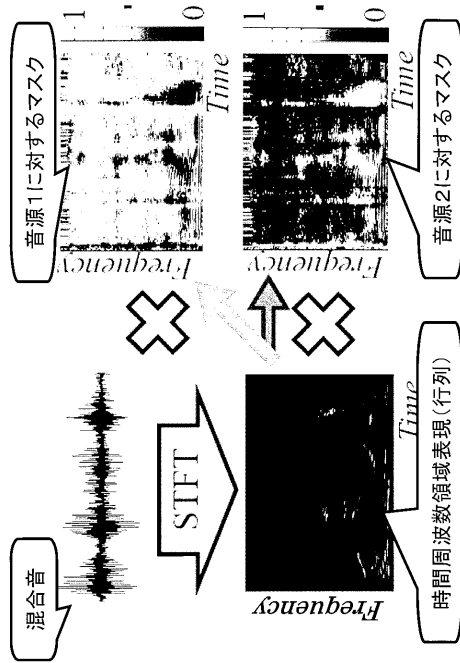 混合音
STFT
Frequency
Time
時間周波数領域表現(行列)
音源1に対するマスク
1
0
Frequency
Time
1
0
Frequency
Time
音源2に対するマスク